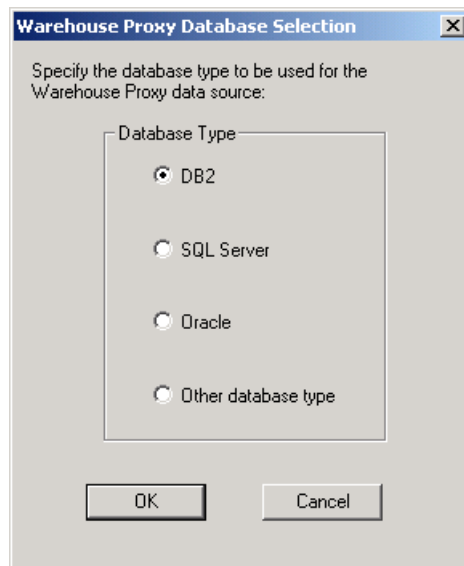 Warehouse Proxy Database Selection
Specify the database type to be used for the
Warehouse Proxy data source:
Database Type
DB2
SQL Server
Oracle
Other database type
OK
Cancel